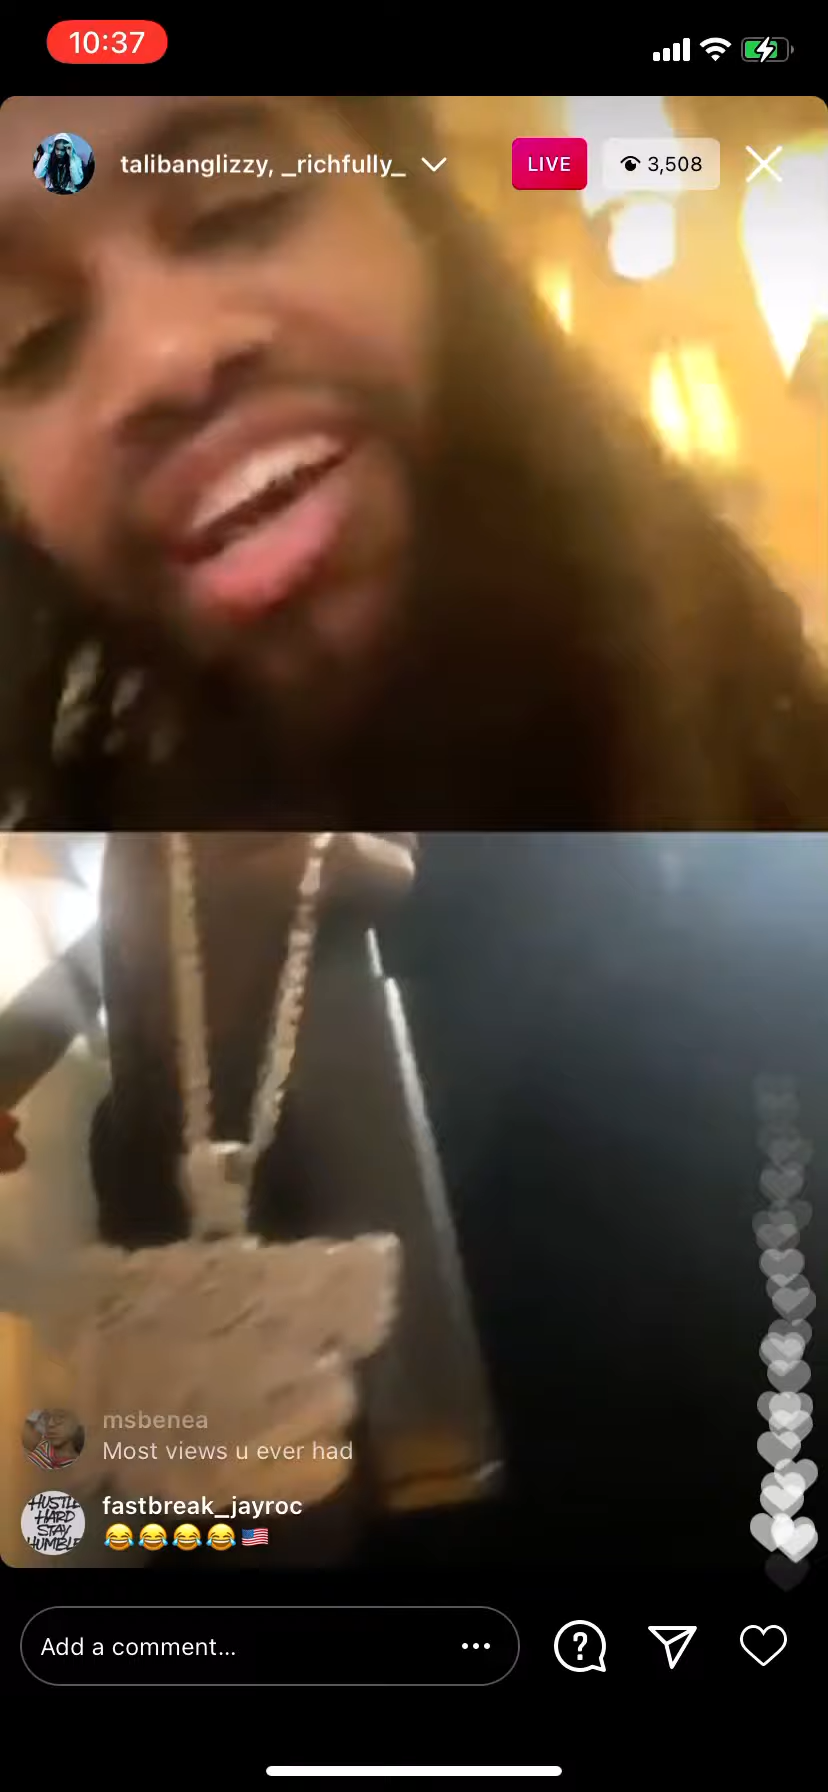 10:37
talibanglizzy, _richfully_
LIVE
3,508
msbenea
Most views u ever had
fastbreak_jayroc
😂😂😂😂🇺🇸
HUSTLE
HARD
STAY
HUMBLE
Add a comment...